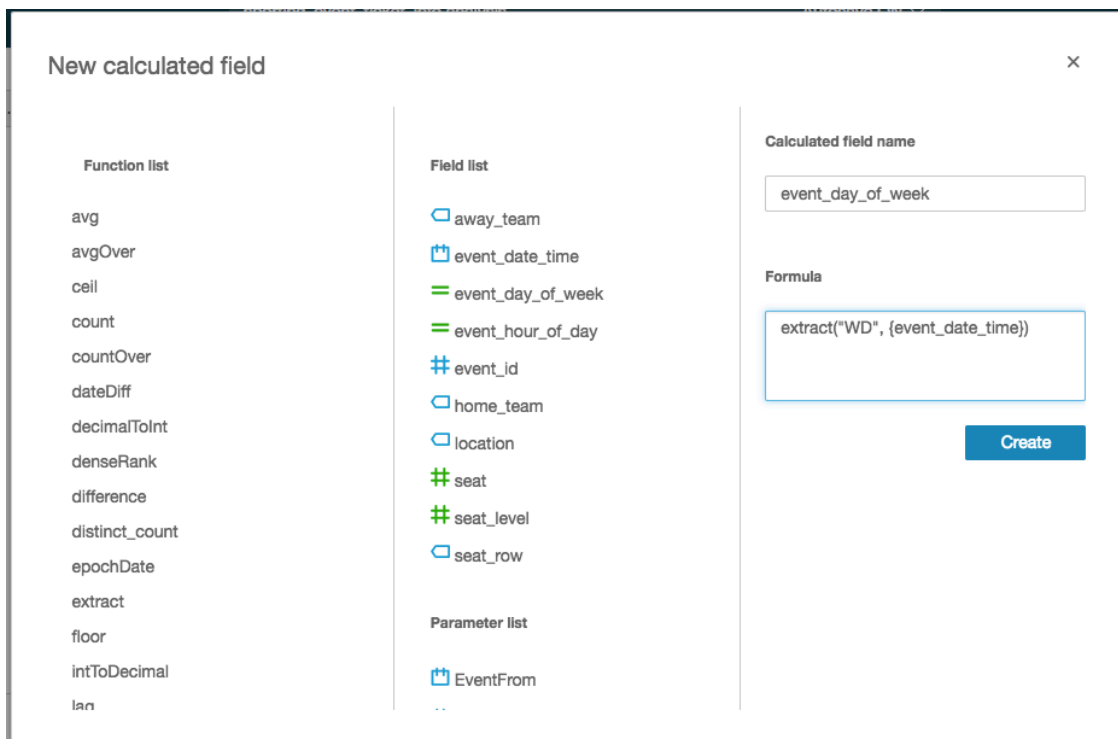 New calculated field
×
Function list
avg
avgOver
ceil
count
countOver
dateDiff
decimalToInt
denseRank
difference
distinct_count
epochDate
extract
floor
intToDecimal
lag
Field list
away_team
event_date_time
event_day_of_week
event_hour_of_day
event_id
home_team
location
seat
seat_level
seat_row
Parameter list
EventFrom
Calculated field name
event_day_of_week
Formula
extract("WD", {event_date_time})
Create